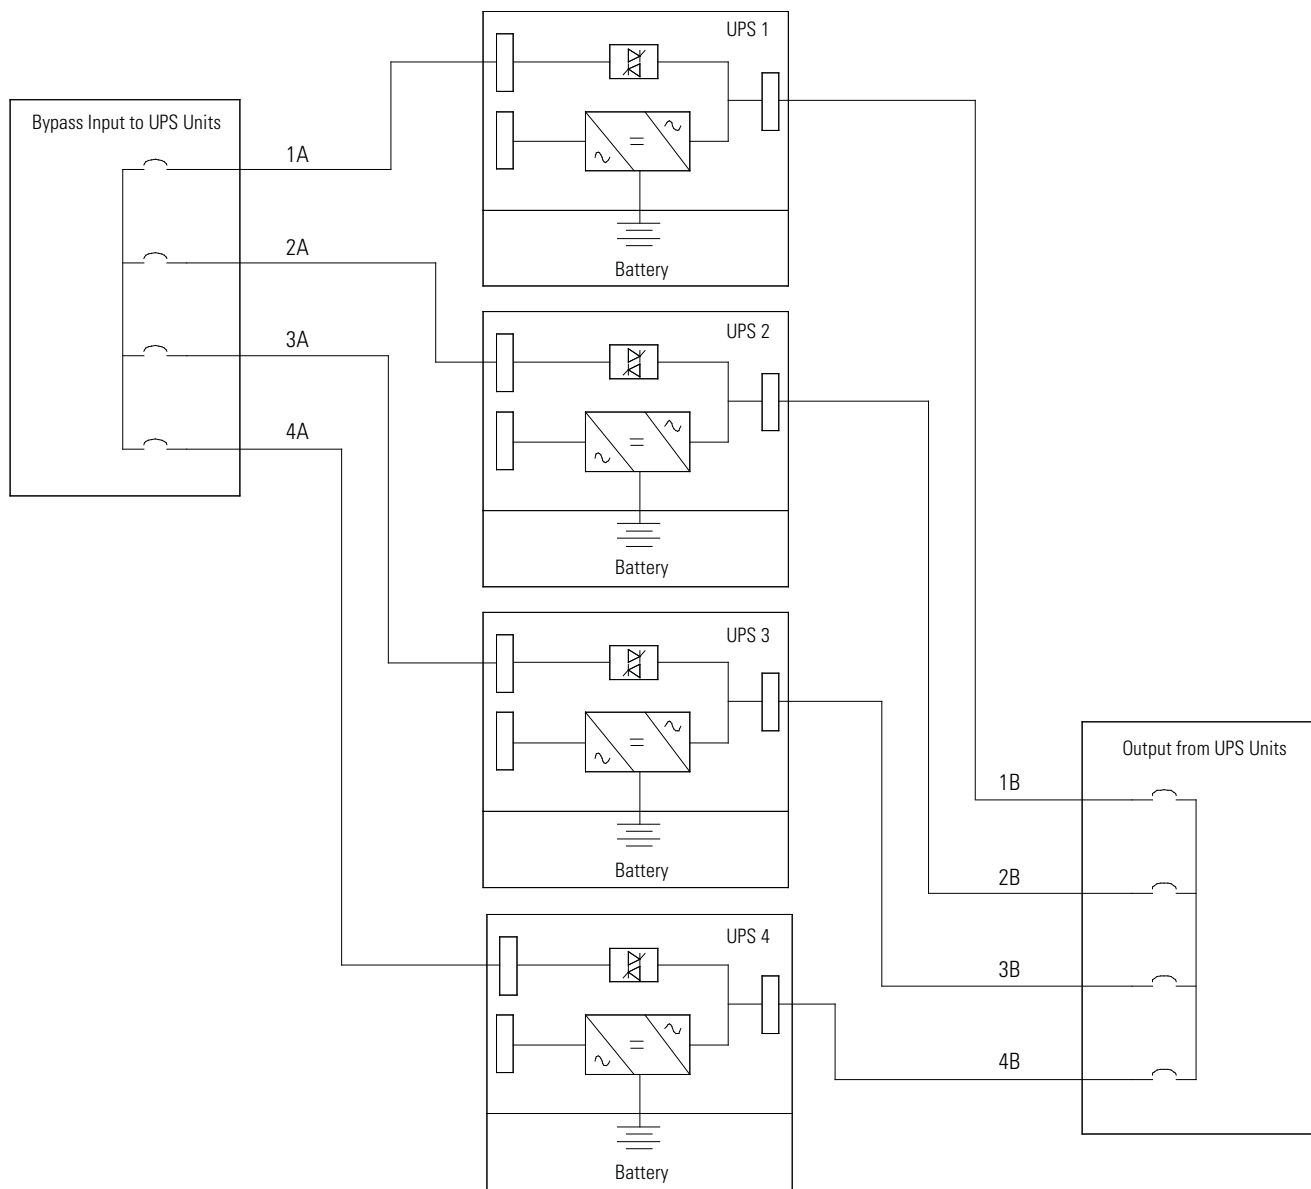 UPS 1
Bypass Input to UPS Units
1A
2A
Battery
UPS 2
3A
4A
Battery
UPS 3
Output from UPS Units
1B
Battery
2B
UPS 4
3B
4B
Battery